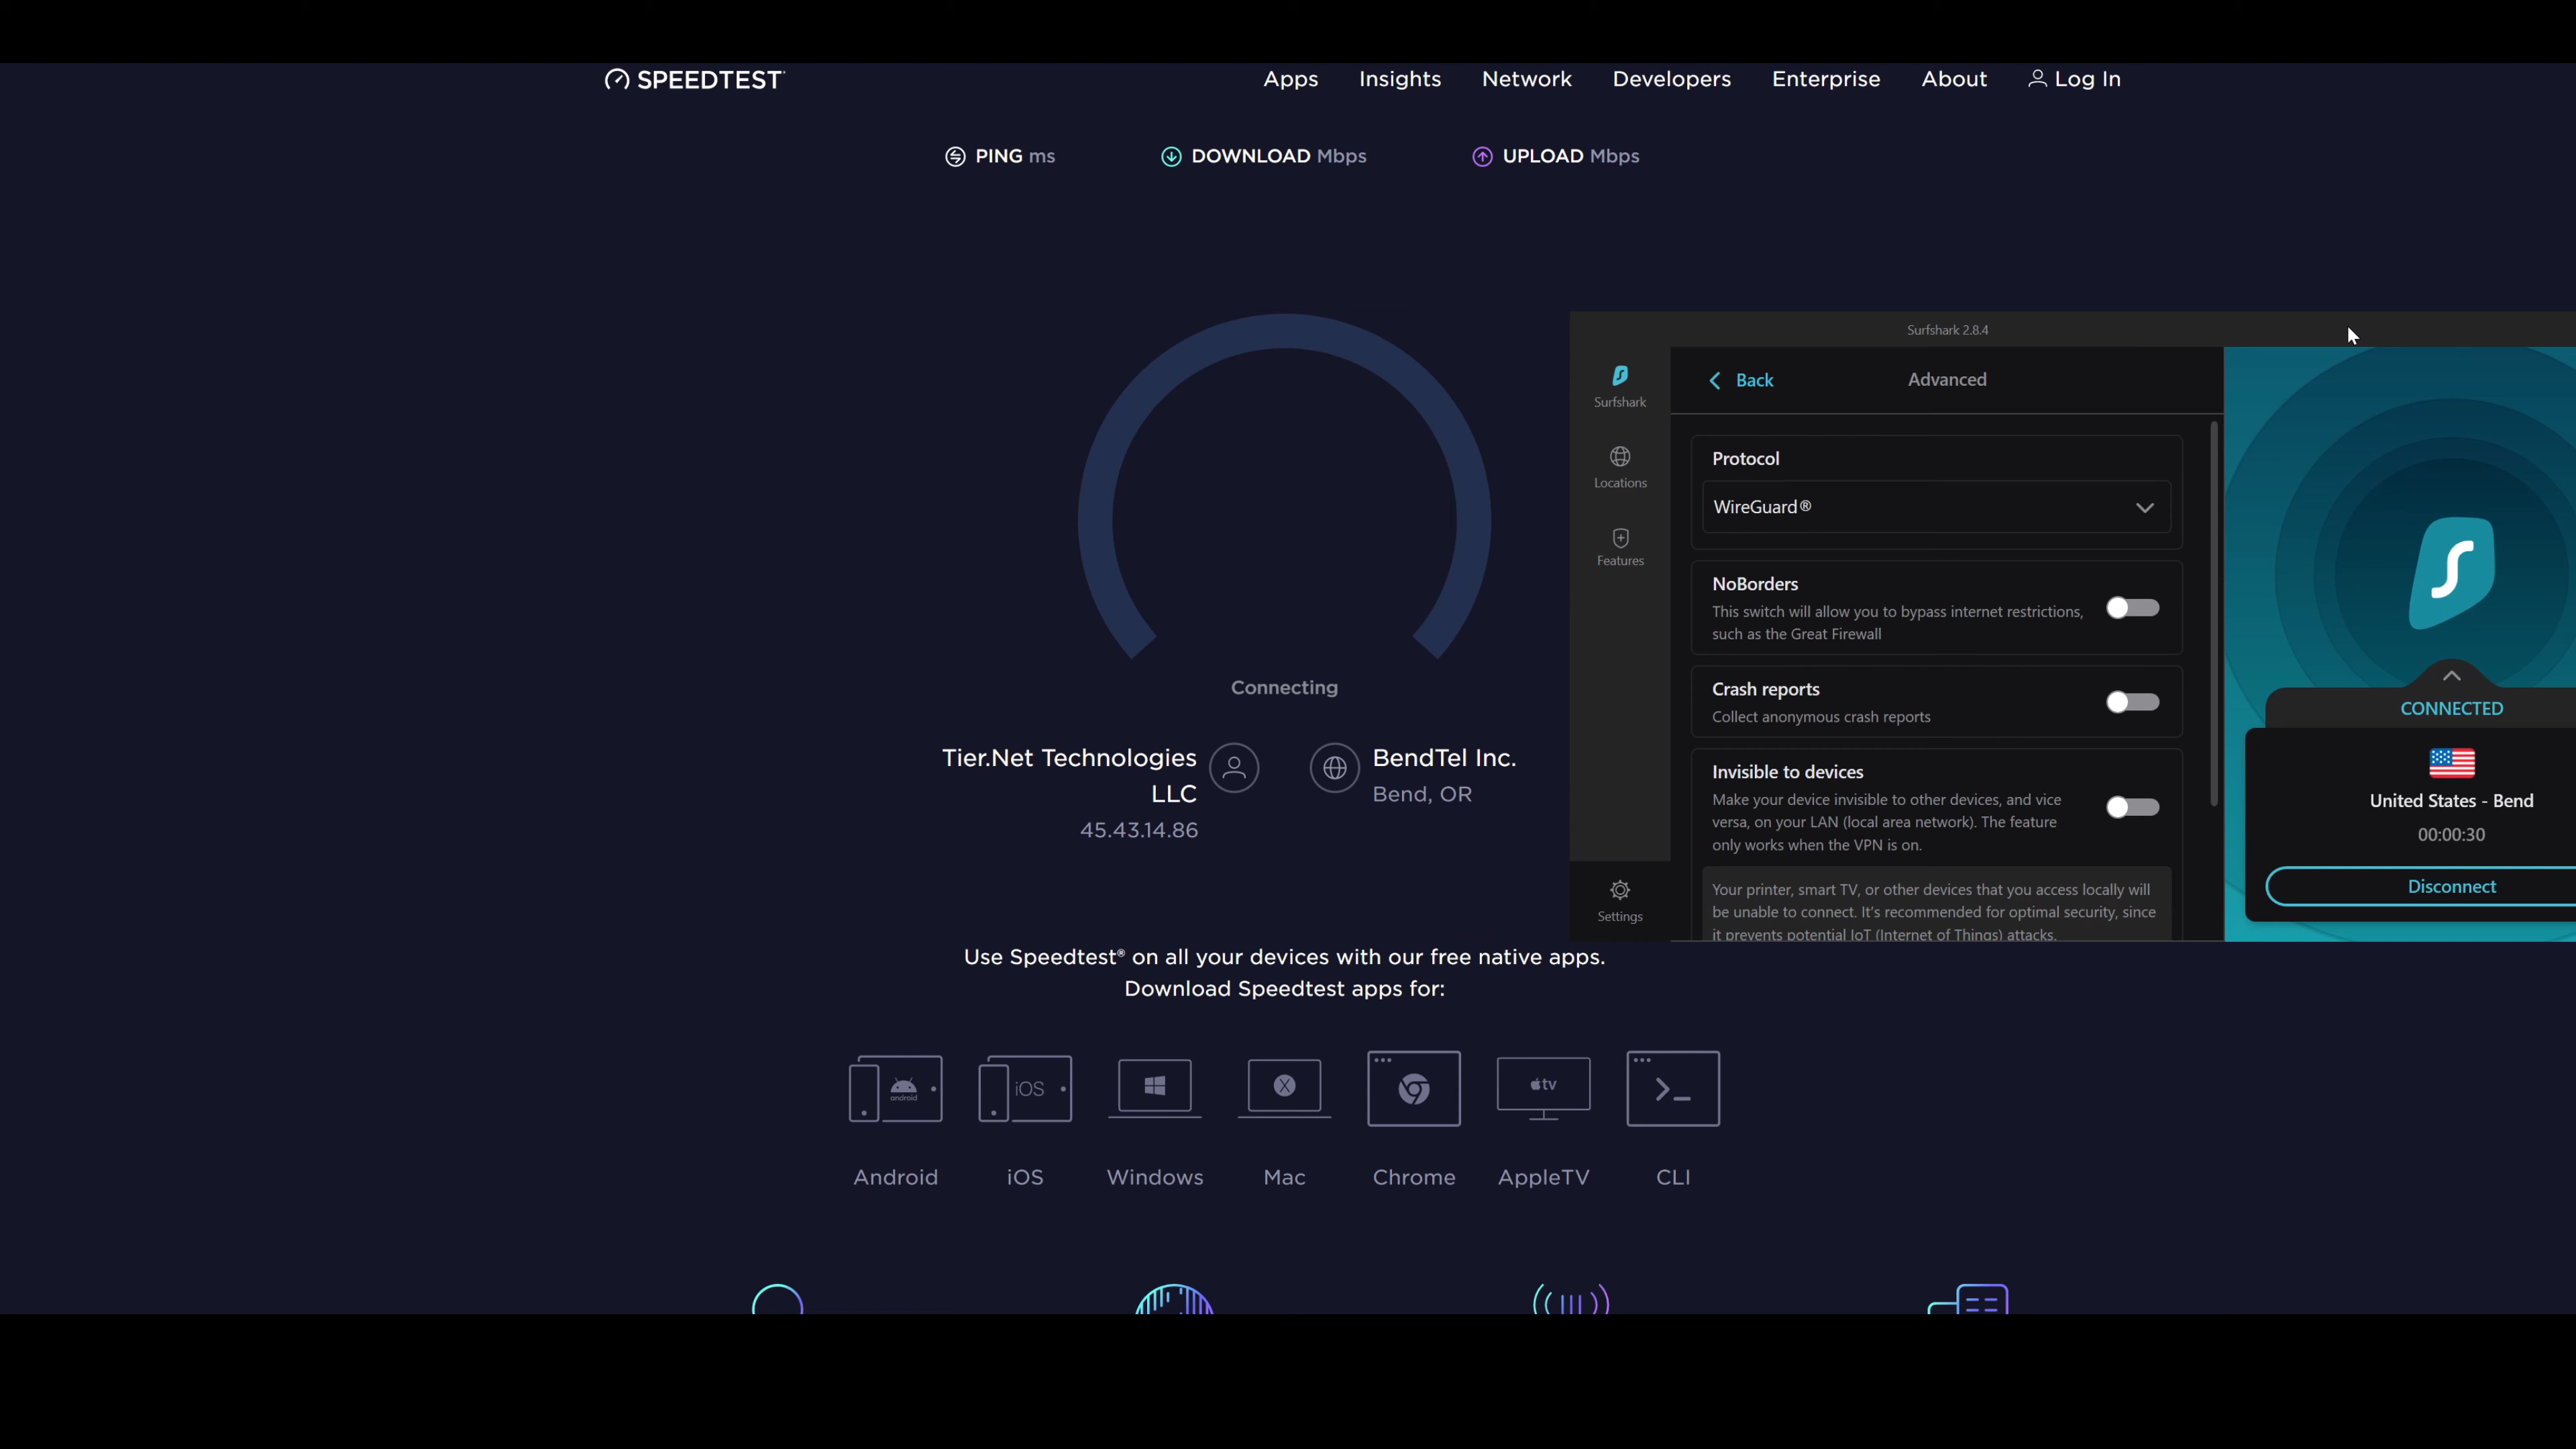 SPEEDTEST
Apps Insights Network Developers Enterprise About Log In
PING ms DOWNLOAD Mbps UPLOAD Mbps
Connecting
Tier.Net Technologies
LLC
45.43.14.86
BendTel Inc.
Bend, OR
Use Speedtest® on all your devices with our free native apps.
Download Speedtest apps for:
android
iOS
tv
Android iOS Windows Mac Chrome AppleTV CLI
Surfshark 2.8.4
Surfshark
Locations
Features
Settings
Back
Advanced
Protocol
WireGuard®
NoBorders
This switch will allow you to bypass internet restrictions,
such as the Great Firewall
Crash reports
Collect anonymous crash reports
Invisible to devices
Make your device invisible to other devices, and vice
versa, on your LAN (local area network). The feature
only works when the VPN is on.
Your printer, smart TV, or other devices that you access locally will
be unable to connect. It's recommended for optimal security, since
it prevents potential IoT (Internet of Things) attacks.
CONNECTED
United States - Bend
00:00:30
Disconnect